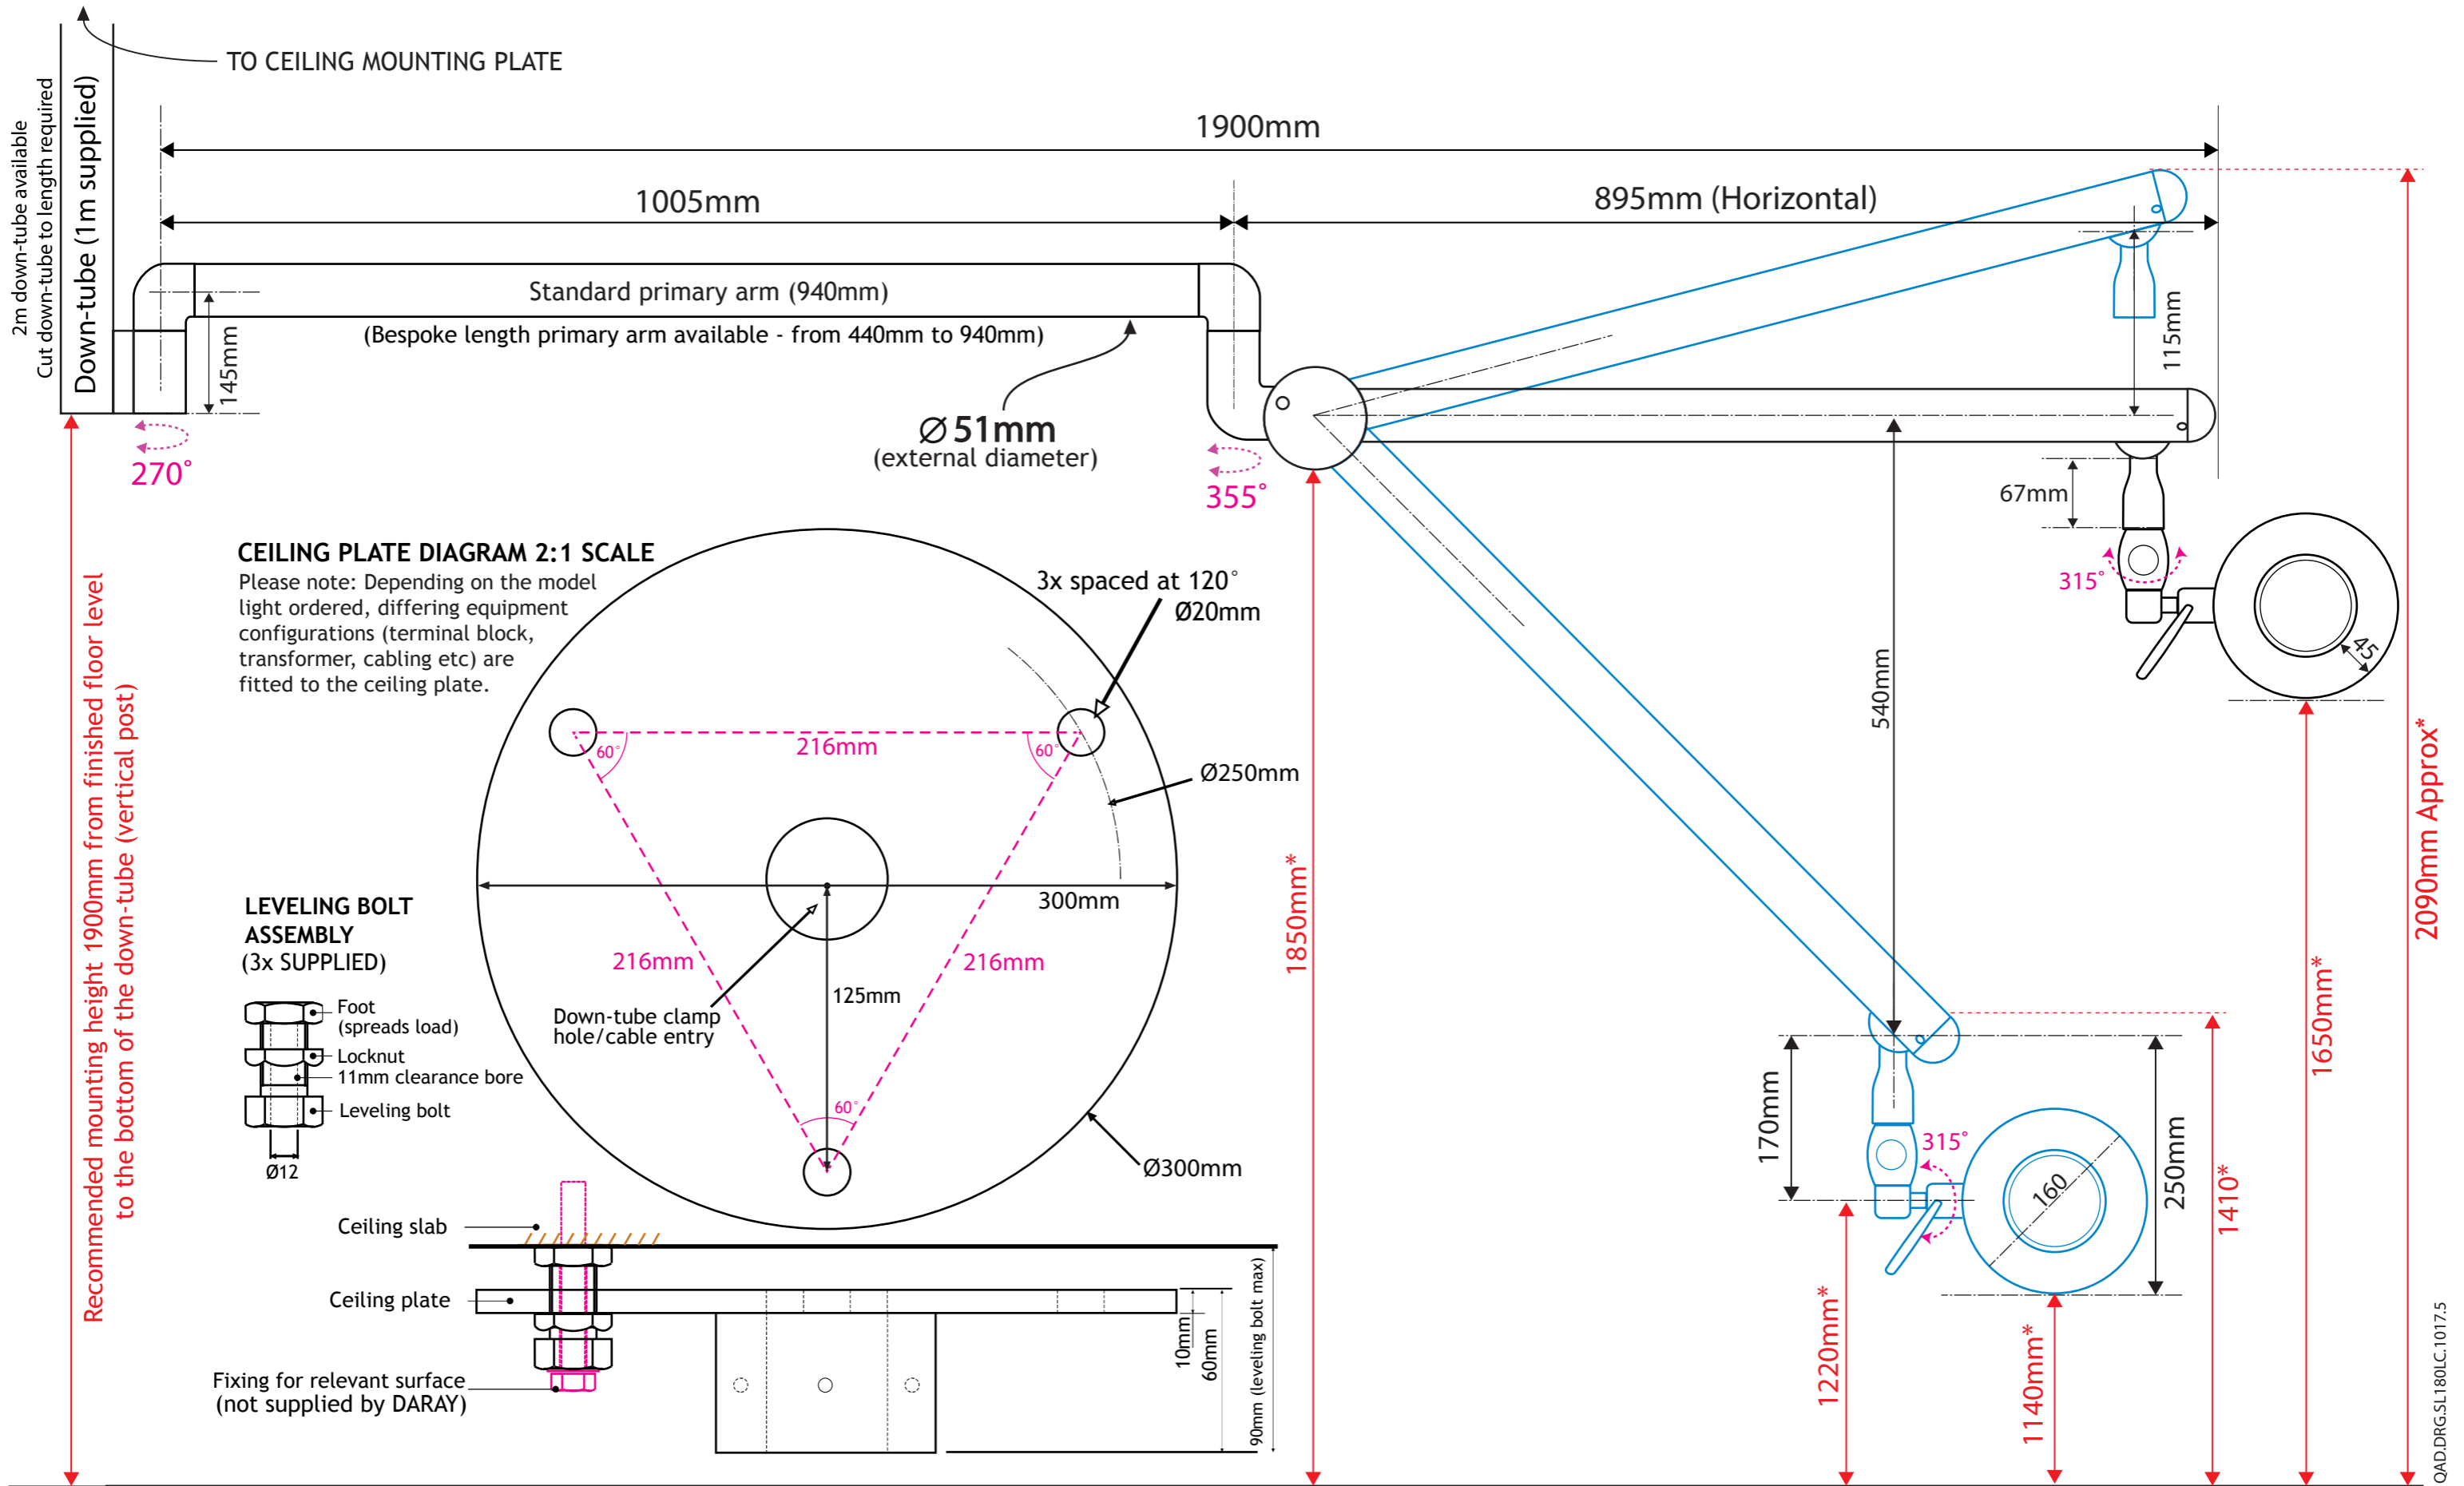 TO CEILING MOUNTING PLATE
2m down-tube available
Cut down-tube to length required
Down-tube (1m supplied)
1900mm
1005mm
895mm (Horizontal)
Standard primary arm (940mm)
(Bespoke length primary arm available - from 440mm to 940mm)
145mm
115mm
Ø 51mm
(external diameter)
270°
355°
67mm
315°
45
CEILING PLATE DIAGRAM 2:1 SCALE
Please note: Depending on the model
light ordered, differing equipment
configurations (terminal block,
transformer, cabling etc) are
fitted to the ceiling plate.
3x spaced at 120°
Ø20mm
60°
216mm
60°
Ø250mm
300mm
216mm
216mm
125mm
Down-tube clamp
hole/cable entry
60°
Ø300mm
540mm
Recommended mounting height 1900mm from finished floor level
to the bottom of the down-tube (vertical post)
LEVELING BOLT
ASSEMBLY
(3x SUPPLIED)
Foot
(spreads load)
Locknut
11mm clearance bore
Leveling bolt
Ø12
Ceiling slab
Ceiling plate
Fixing for relevant surface
(not supplied by DARAY)
10mm
60mm
90mm (leveling bolt max)
1850mm*
170mm
315°
160
250mm
1220mm*
1140mm*
1410*
1650mm*
2090mm Approx*
QAD.DRG.SL180LC.1017.5